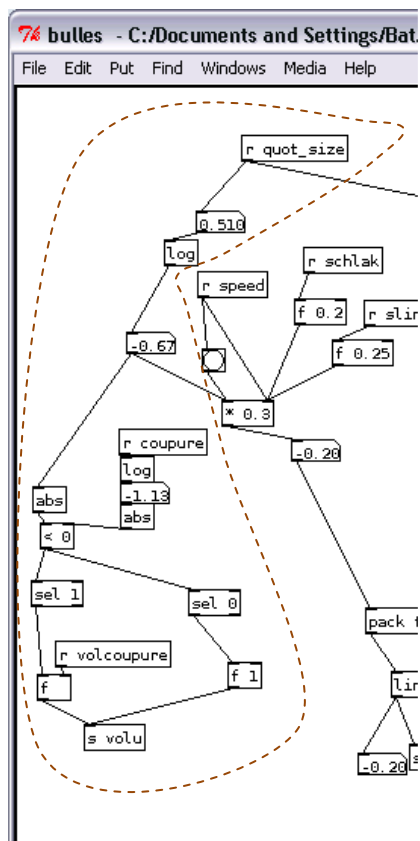 bulles - C:/Documents and Settings/Bat.
File Edit Put Find Windows Media Help
r quot_size
0.510
log
r schlak
r speed
f 0.2
r slin
-0.67
f 0.25
* 0.3
r coupure
-0.20
log
-1.13
abs
abs
< 0
sel 1
sel 0
pack f
r volcoupure
f 1
f
lin
s volu
-0.20
s